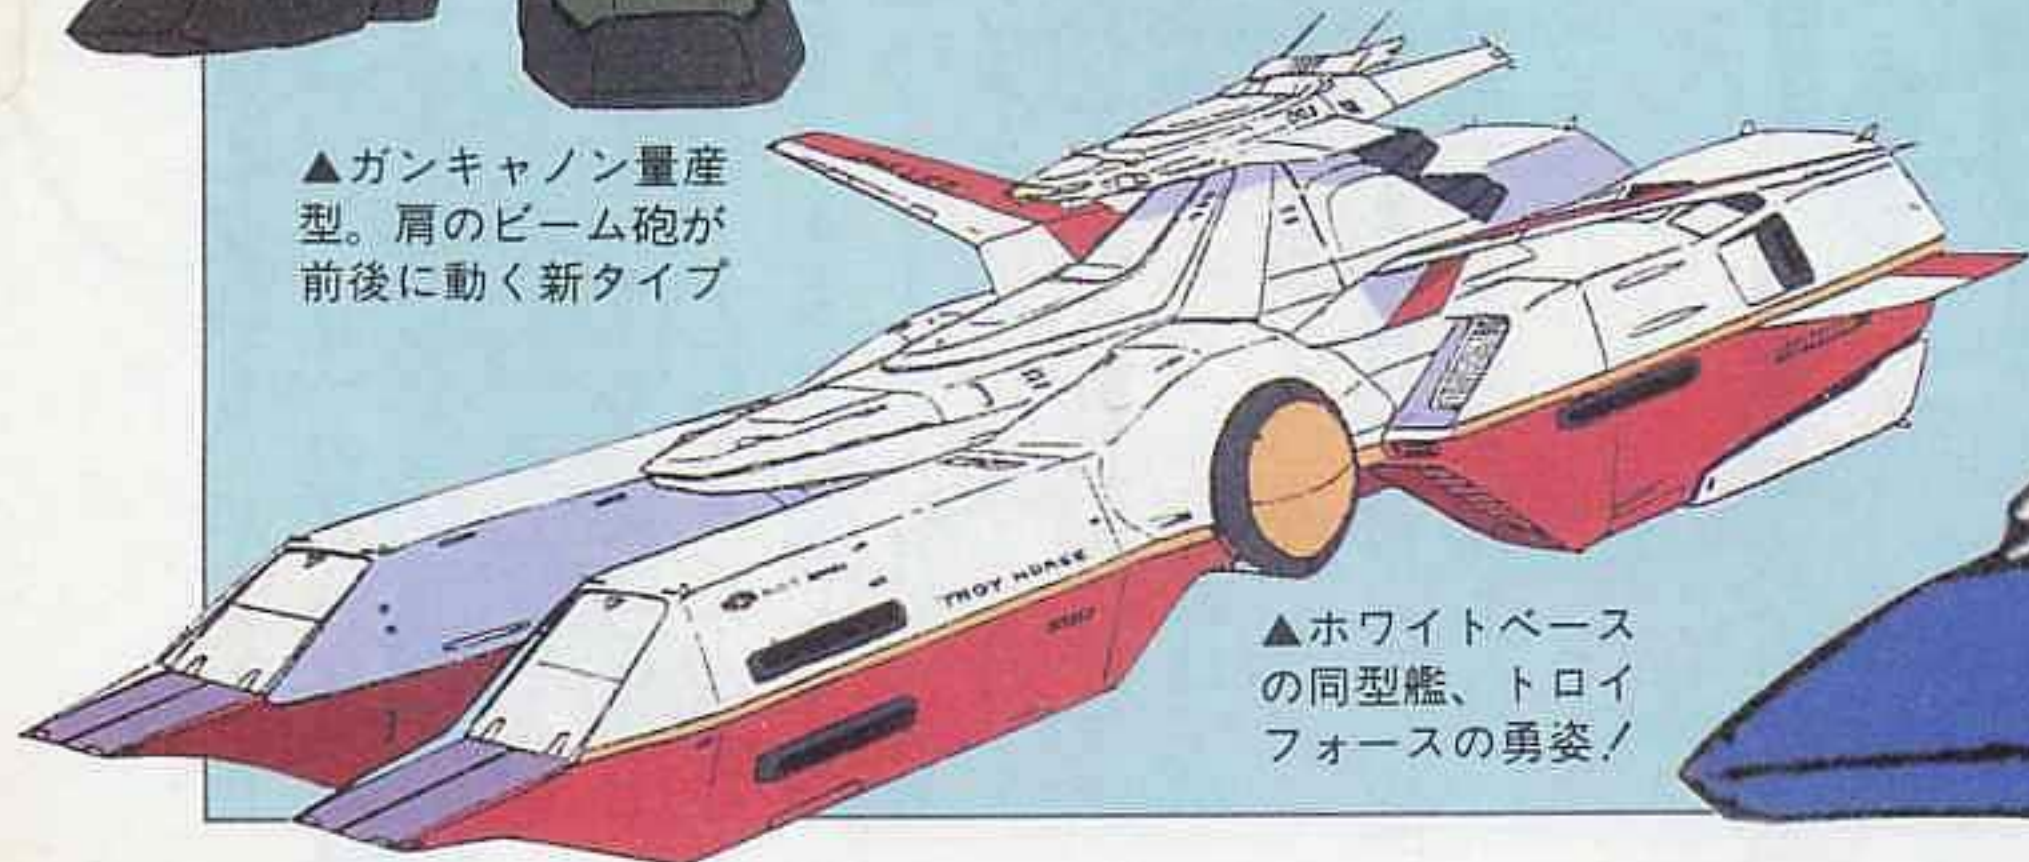 ▲ガンキャノン量産
型。肩のビーム砲が
前後に動く新タイプ
TROY HORSE
▲ホワイトベース
の同型艦、トロイ
フォースの勇姿!